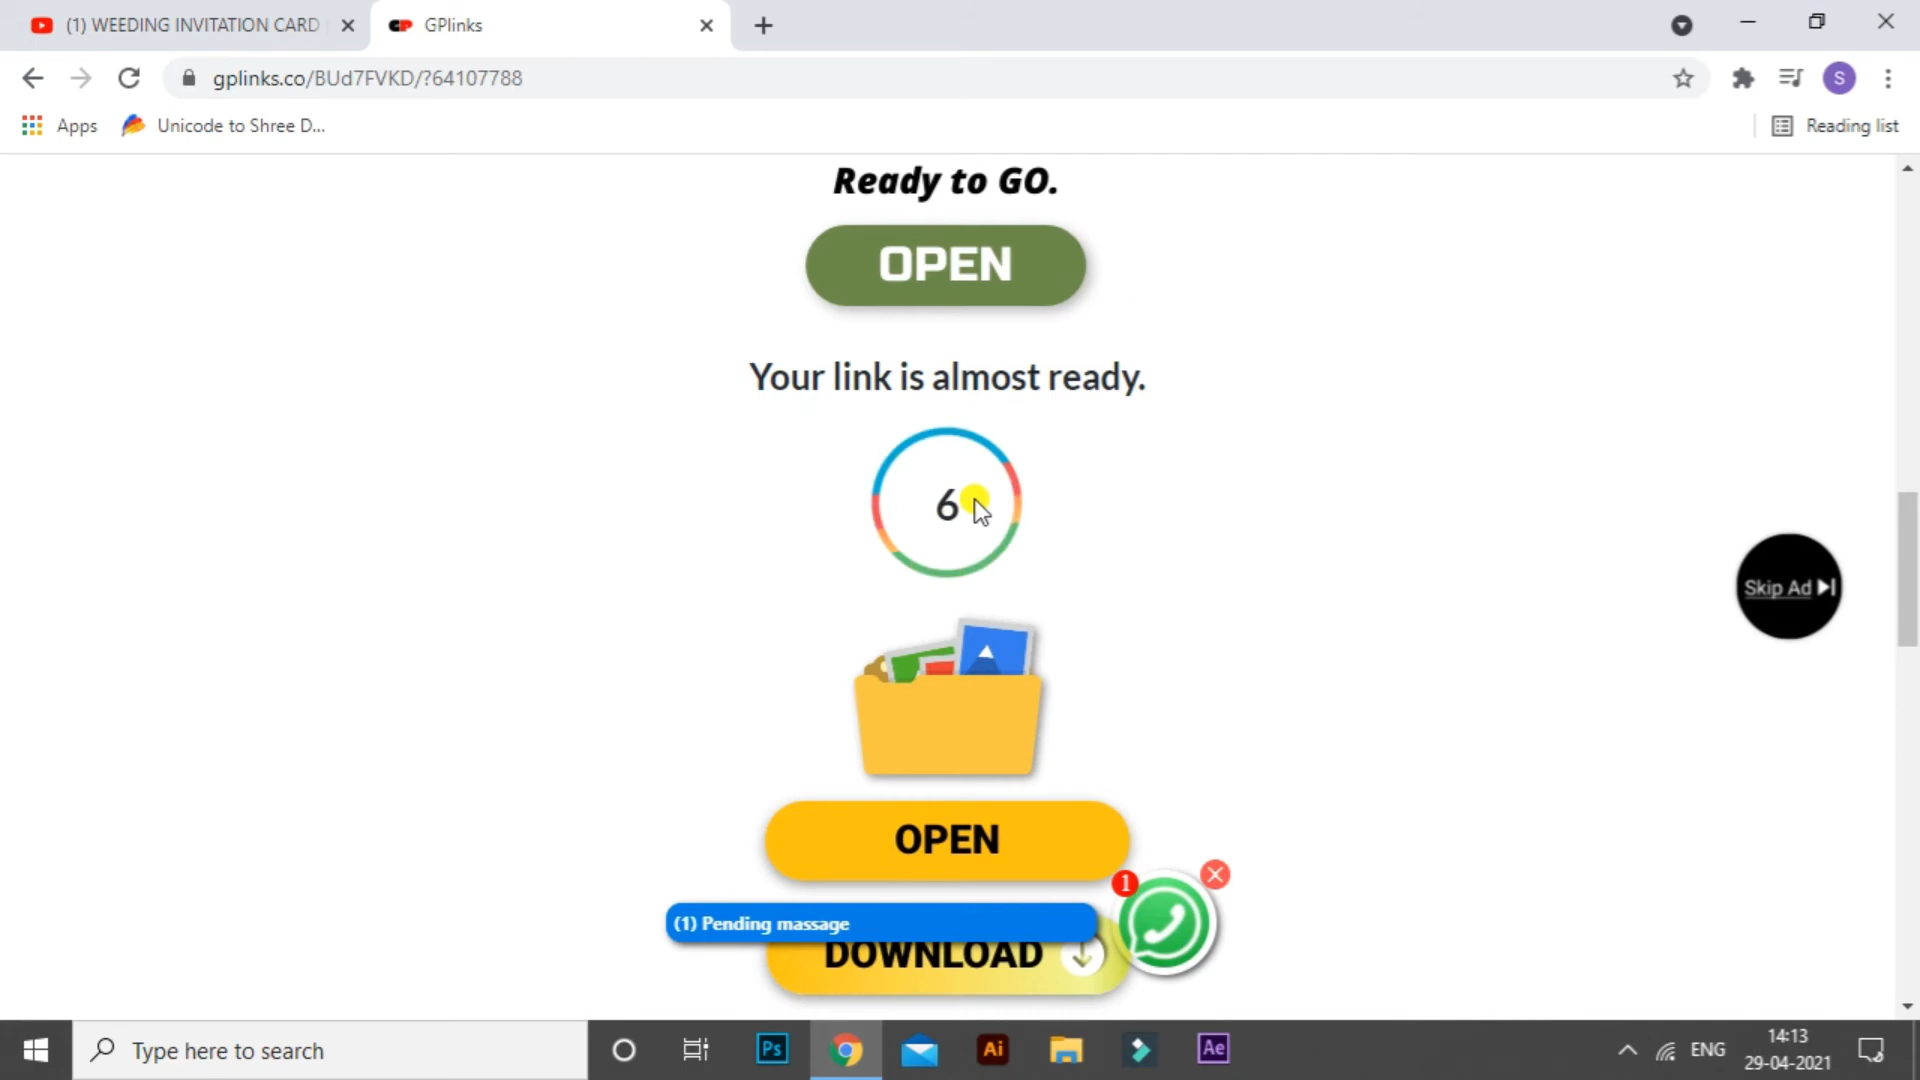 (1) WEEDING INVITATION CARD
GPlinks
gplinks.co/BUd7FVKD/?64107788
S
Apps
Unicode to Shree D...
Reading list
Ready to GO.
OPEN
Your link is almost ready.
6
Skip Ad
OPEN
1
(1) Pending massage
DOWNLOAD
Type here to search
Ps
Ai
Ae
ENG
14:13
29-04-2021